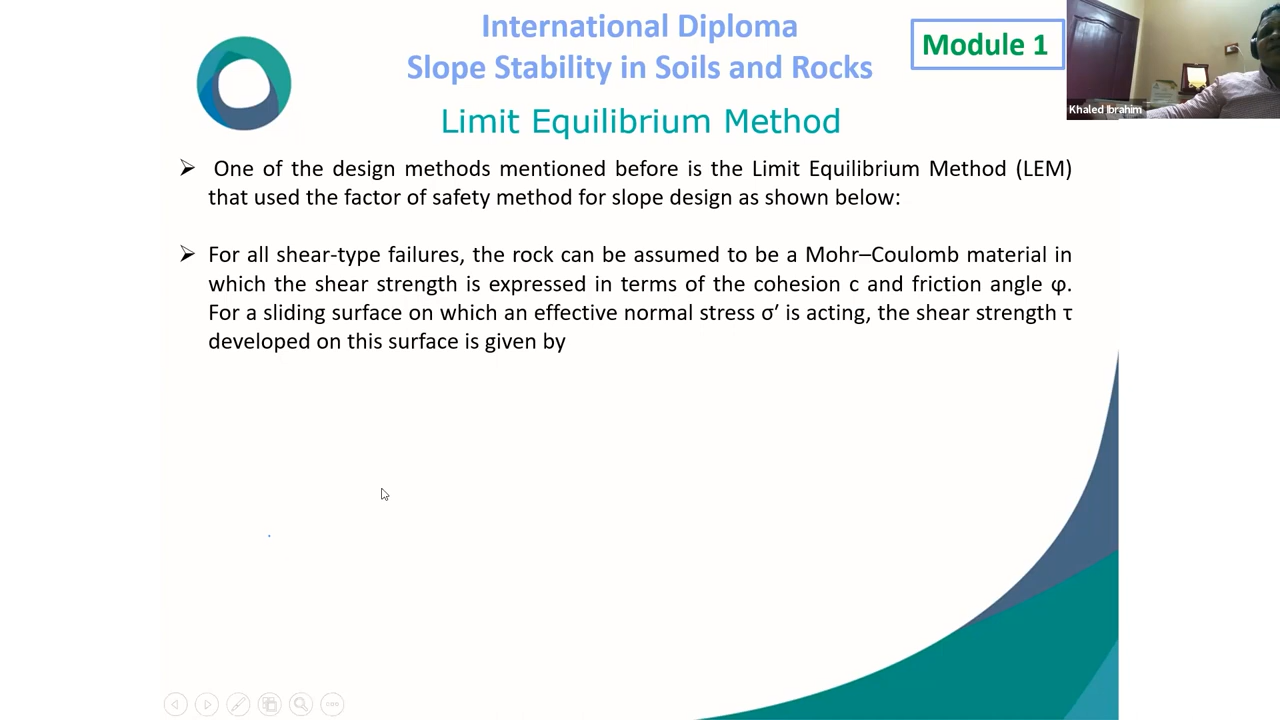 International Diploma
Slope Stability in Soils and Rocks
Module 1
Khaled Ibrahim
Limit Equilibrium Method
➢ One of the design methods mentioned before is the Limit Equilibrium Method (LEM)
that used the factor of safety method for slope design as shown below:
➢ For all shear-type failures, the rock can be assumed to be a Mohr–Coulomb material in
which the shear strength is expressed in terms of the cohesion c and friction angle φ.
For a sliding surface on which an effective normal stress σ′ is acting, the shear strength τ
developed on this surface is given by